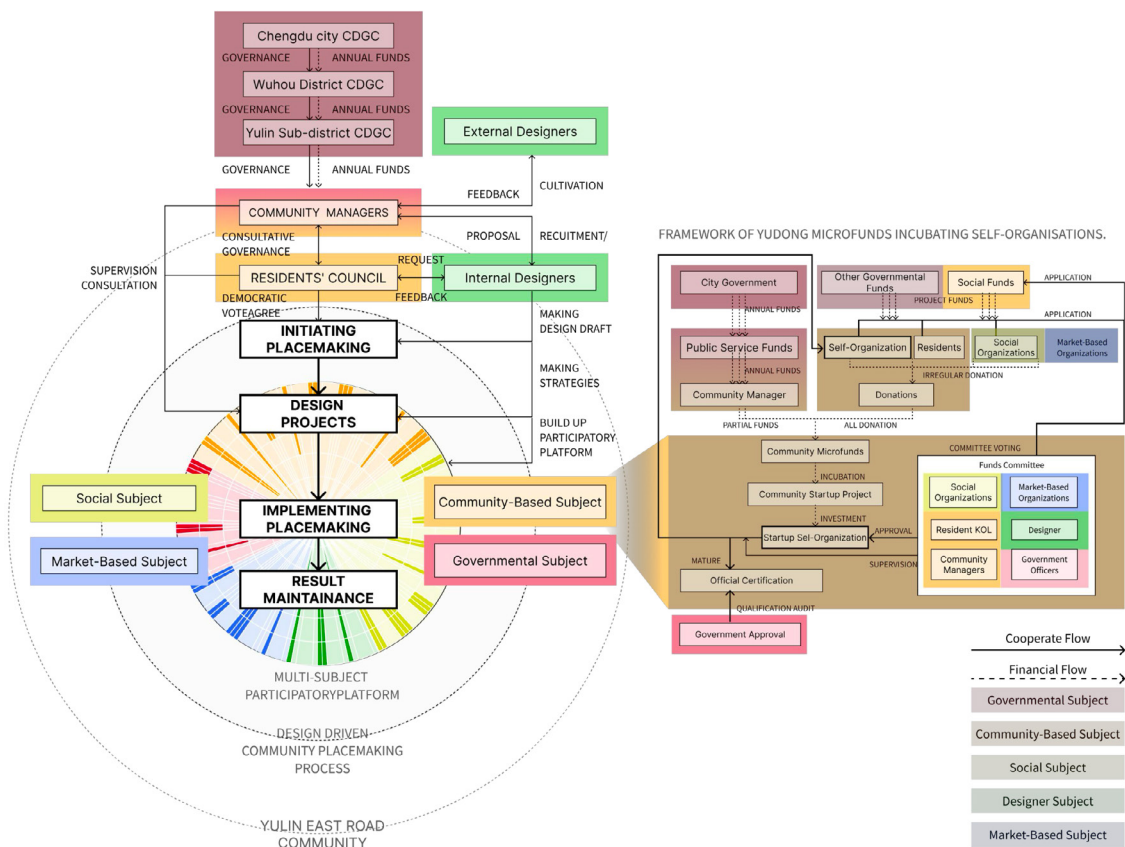 Chengdu city CDGC
GOVERNANCE
ANNUAL FUNDS
Wuhou District CDGC
GOVERNANCE
ANNUAL FUNDS
Yulin Sub-district CDGC
GOVERNANCE
ANNUAL FUNDS
External Designers
FEEDBACK
CULTIVATION
COMMUNITY MANAGERS
CONSULTATIVE
GOVERNANCE
PROPOSAL
RECUITMENT/
REQUEST
RESIDENTS' COUNCIL
Internal Designers
FEEDBACK
SUPERVISION
CONSULTATION
DEMOCRATIC
VOTEAGREE
INITIATING
PLACEMAKING
MAKING
DESIGN DRAFT
MAKING
STRATEGIES
DESIGN
PROJECTS
BUILD UP
PARTICIPATORY
PLATFORM
Social Subject
Community-Based Subject
IMPLEMENTING
PLACEMAKING
Market-Based Subject
Governmental Subject
RESULT
MAINTAINANCE
MULTI-SUBJECT
PARTICIPATORYPLATFORM
DESIGN DRIVEN
COMMUNITY PLACEMAKING
PROCESS
YULIN EAST ROAD
COMMUNITY
FRAMEWORK OF YUDONG MICROFUNDS INCUBATING SELF-ORGANISATIONS.
City Government
Other Governmental
Funds
Social Funds
APPLICATION
PROJECT FUNDS
ANNUAL FUNDS
APPLICATION
Public Service Funds
Self-Organization
Residents
Social
Organizations
Market-Based
Organizations
ANNUAL FUNDS
IRREGULAR DONATION
Community Manager
Donations
PARTIAL FUNDS
ALL DONATION
COMMITTEE VOTING
Community Microfunds
Funds Committee
INCUBATION
Social
Organizations
Market-Based
Organizations
Community Startup Project
INVESTMENT
Startup Sel-Organization
APPROVAL
Resident KOL
Designer
MATURE
SUPERVISION
Community
Managers
Government
Officers
Official Certification
QUALIFICATION AUDIT
Government Approval
Cooperate Flow
Financial Flow
Governmental Subject
Community-Based Subject
Social Subject
Designer Subject
Market-Based Subject